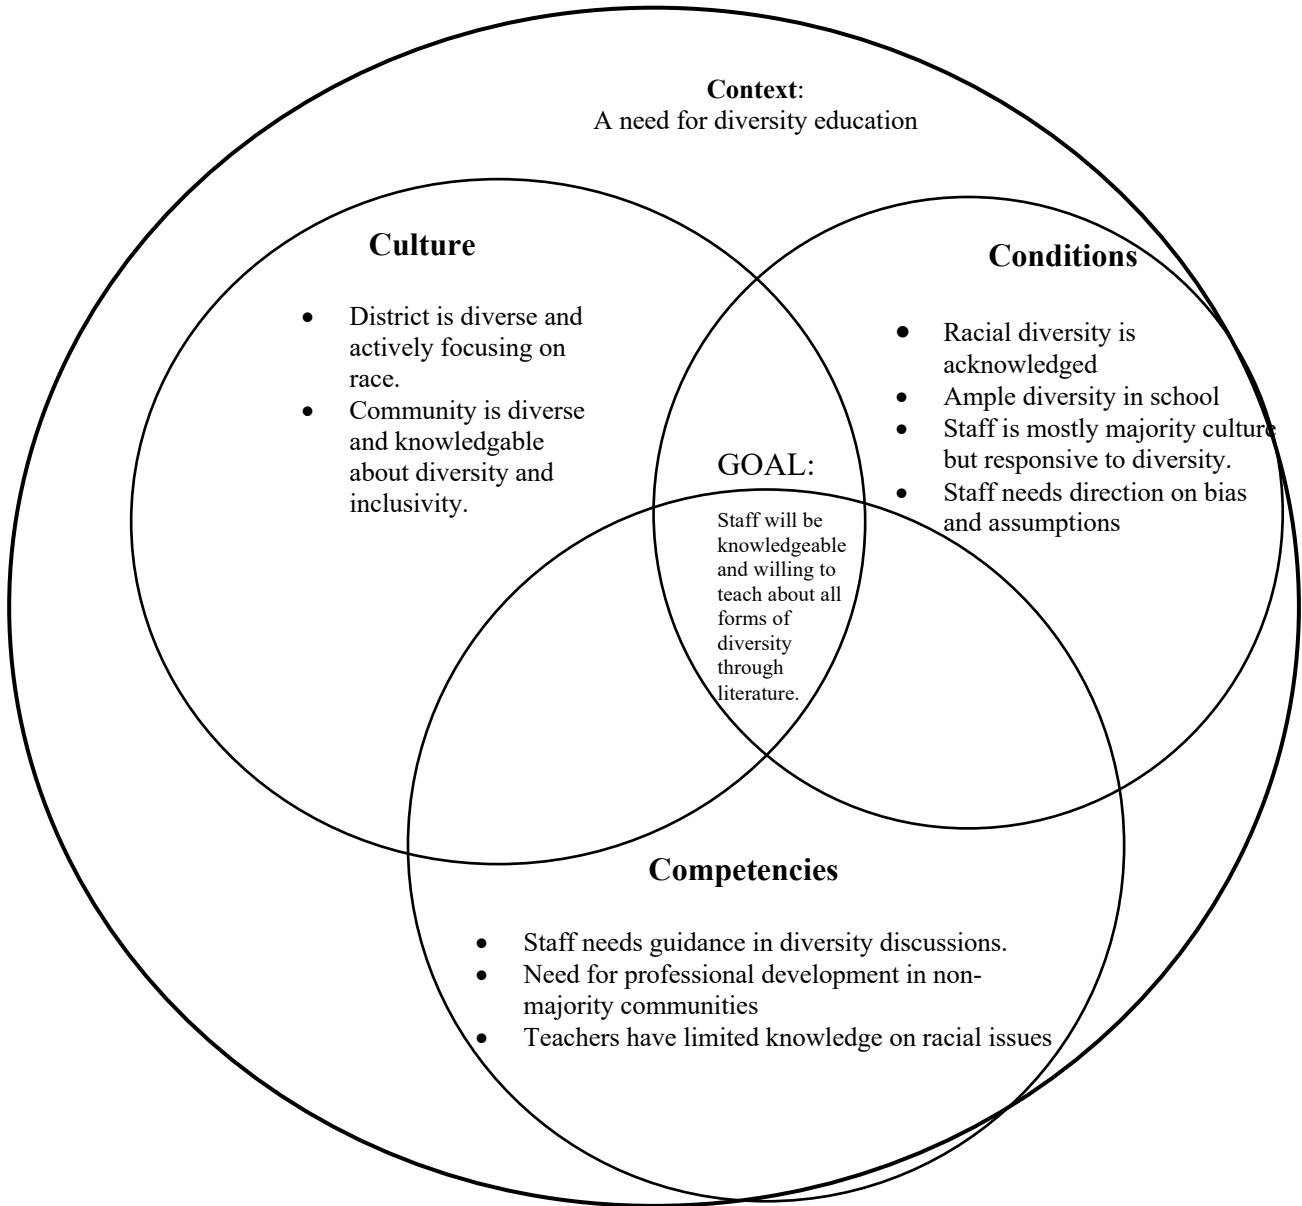 Context:
A need for diversity education
Culture
• District is diverse and
actively focusing on
race.
• Community is diverse
and knowledgable
about diversity and
inclusivity.
Conditions
• Racial diversity is
acknowledged
• Ample diversity in school
• Staff is mostly majority culture
but responsive to diversity.
• Staff needs direction on bias
and assumptions
GOAL:
Staff will be
knowledgeable
and willing to
teach about all
forms of
diversity
through
literature.
Competencies
• Staff needs guidance in diversity discussions.
• Need for professional development in non-
majority communities
• Teachers have limited knowledge on racial issues